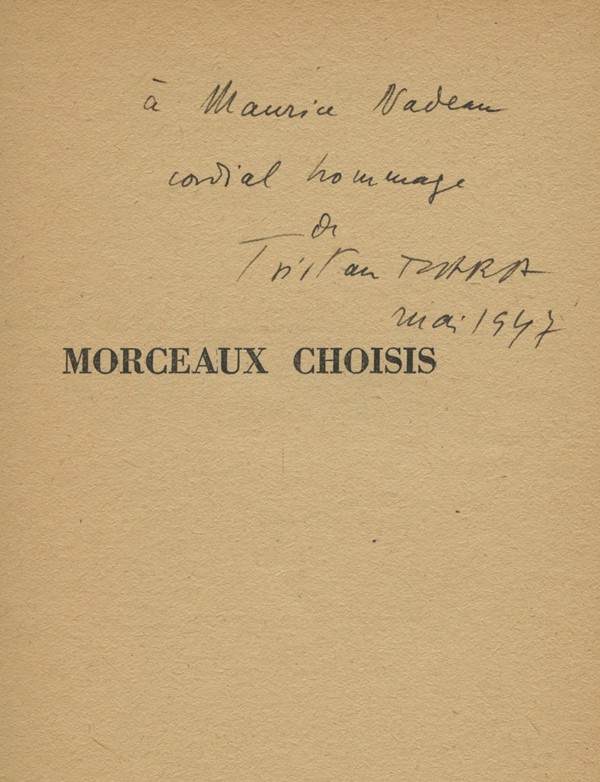 à Maurice Nadeau
cordial hommage
de
Tristan TZARA
mai 1947
MORCEAUX CHOISIS